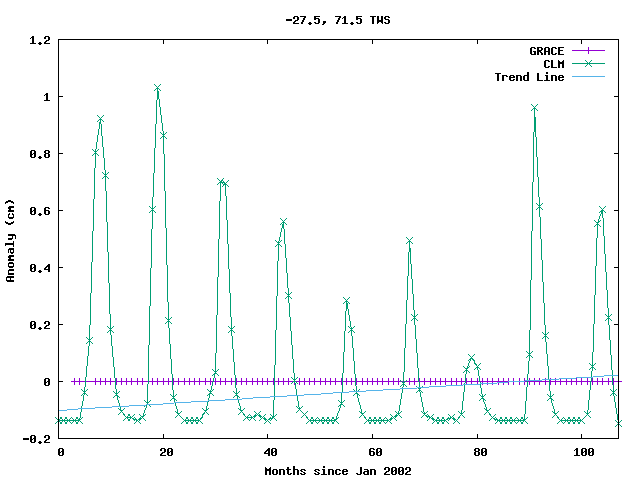 -27.5, 71.5 TWS
GRACE
CLM
Trend Line
1.2
1
0.8
0.6
0.4
0.2
0
-0.2
Anomaly (cm)
0 20 40 60 80 100
Months since Jan 2002